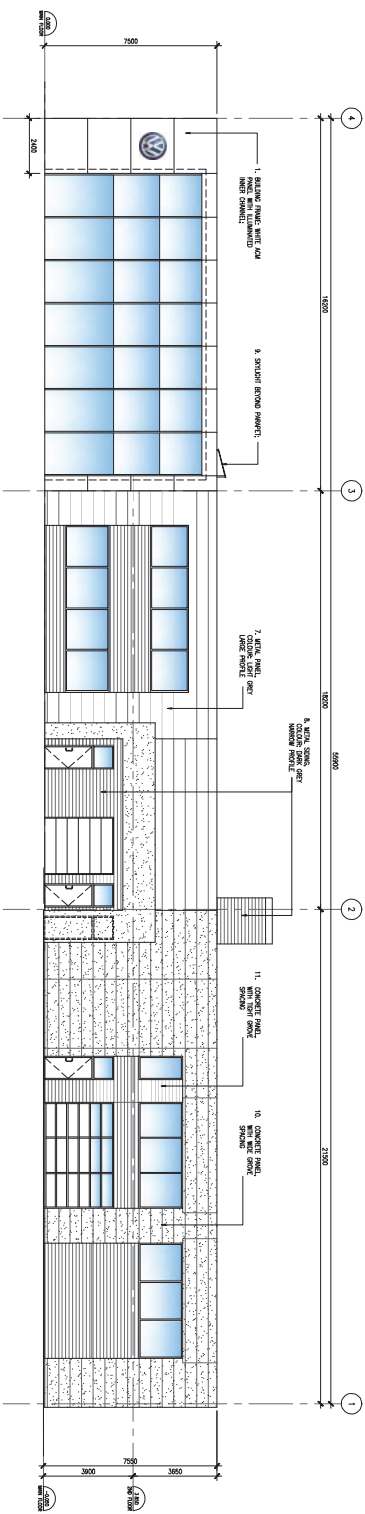 4
3
2
1
55900
16200
18200
21500
7500
2400
0.000
MAIN FLOOR
1. BUILDING FRAME: WHITE ACM
PANEL WITH ILLUMINATED
INNER CHANNEL;
9. SKYLIGHT BEYOND PARAPET;
7. METAL PANEL,
COLOUR: LIGHT GREY
LARGE PROFILE
8. METAL SIDING,
COLOUR: DARK GREY
NARROW PROFILE
11. CONCRETE PANEL,
WITH TIGHT GROVE
SPACING
10. CONCRETE PANEL,
WITH WIDE GROVE
SPACING
7550
3650
3900
2ND FLOOR
MAIN FLOOR